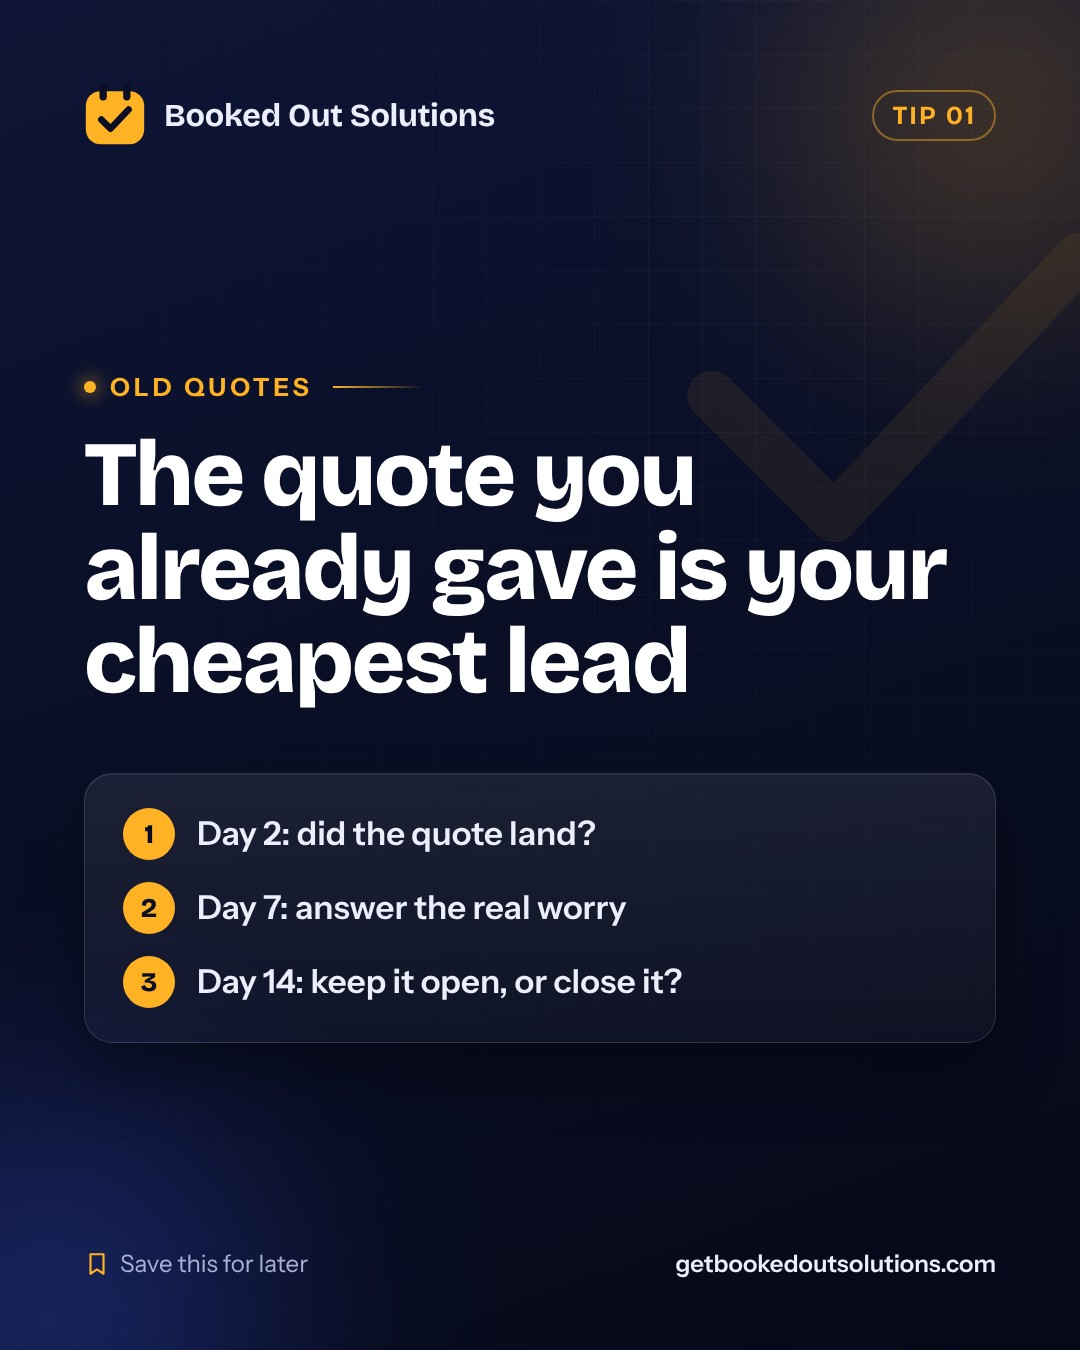 Booked Out Solutions
TIP 01
OLD QUOTES
The quote you
already gave is your
cheapest lead
1 Day 2: did the quote land?
2 Day 7: answer the real worry
3 Day 14: keep it open, or close it?
Save this for later
getbookedoutsolutions.com